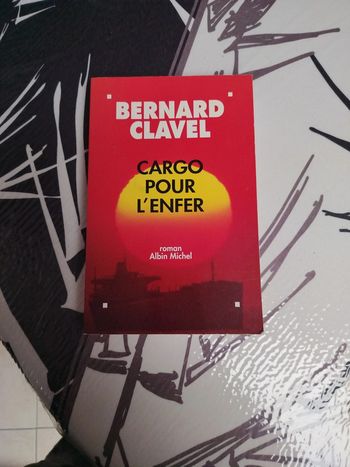 BERNARD
CLAVEL
CARGO
POUR
L'ENFER
roman
Albin Michel